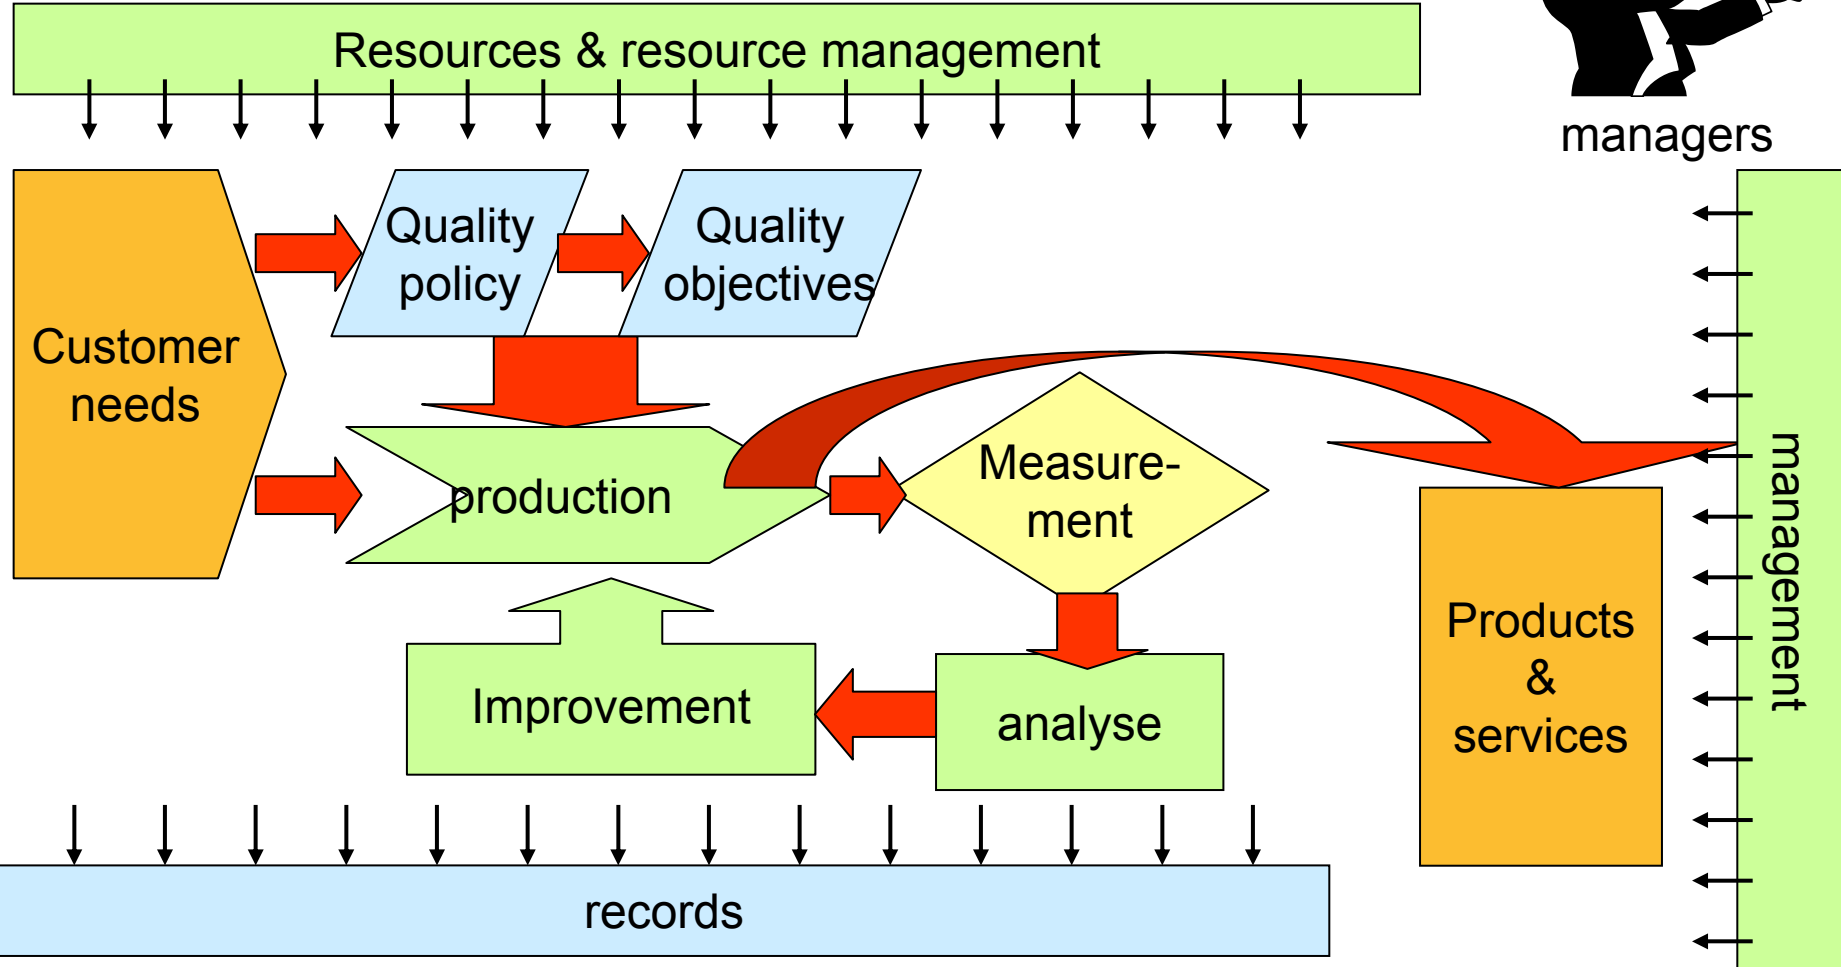 Resources & resource management
managers
Customer
needs
Quality
policy
Quality
objectives
production
Measure-
ment
Improvement
analyse
Products
&
services
management
records